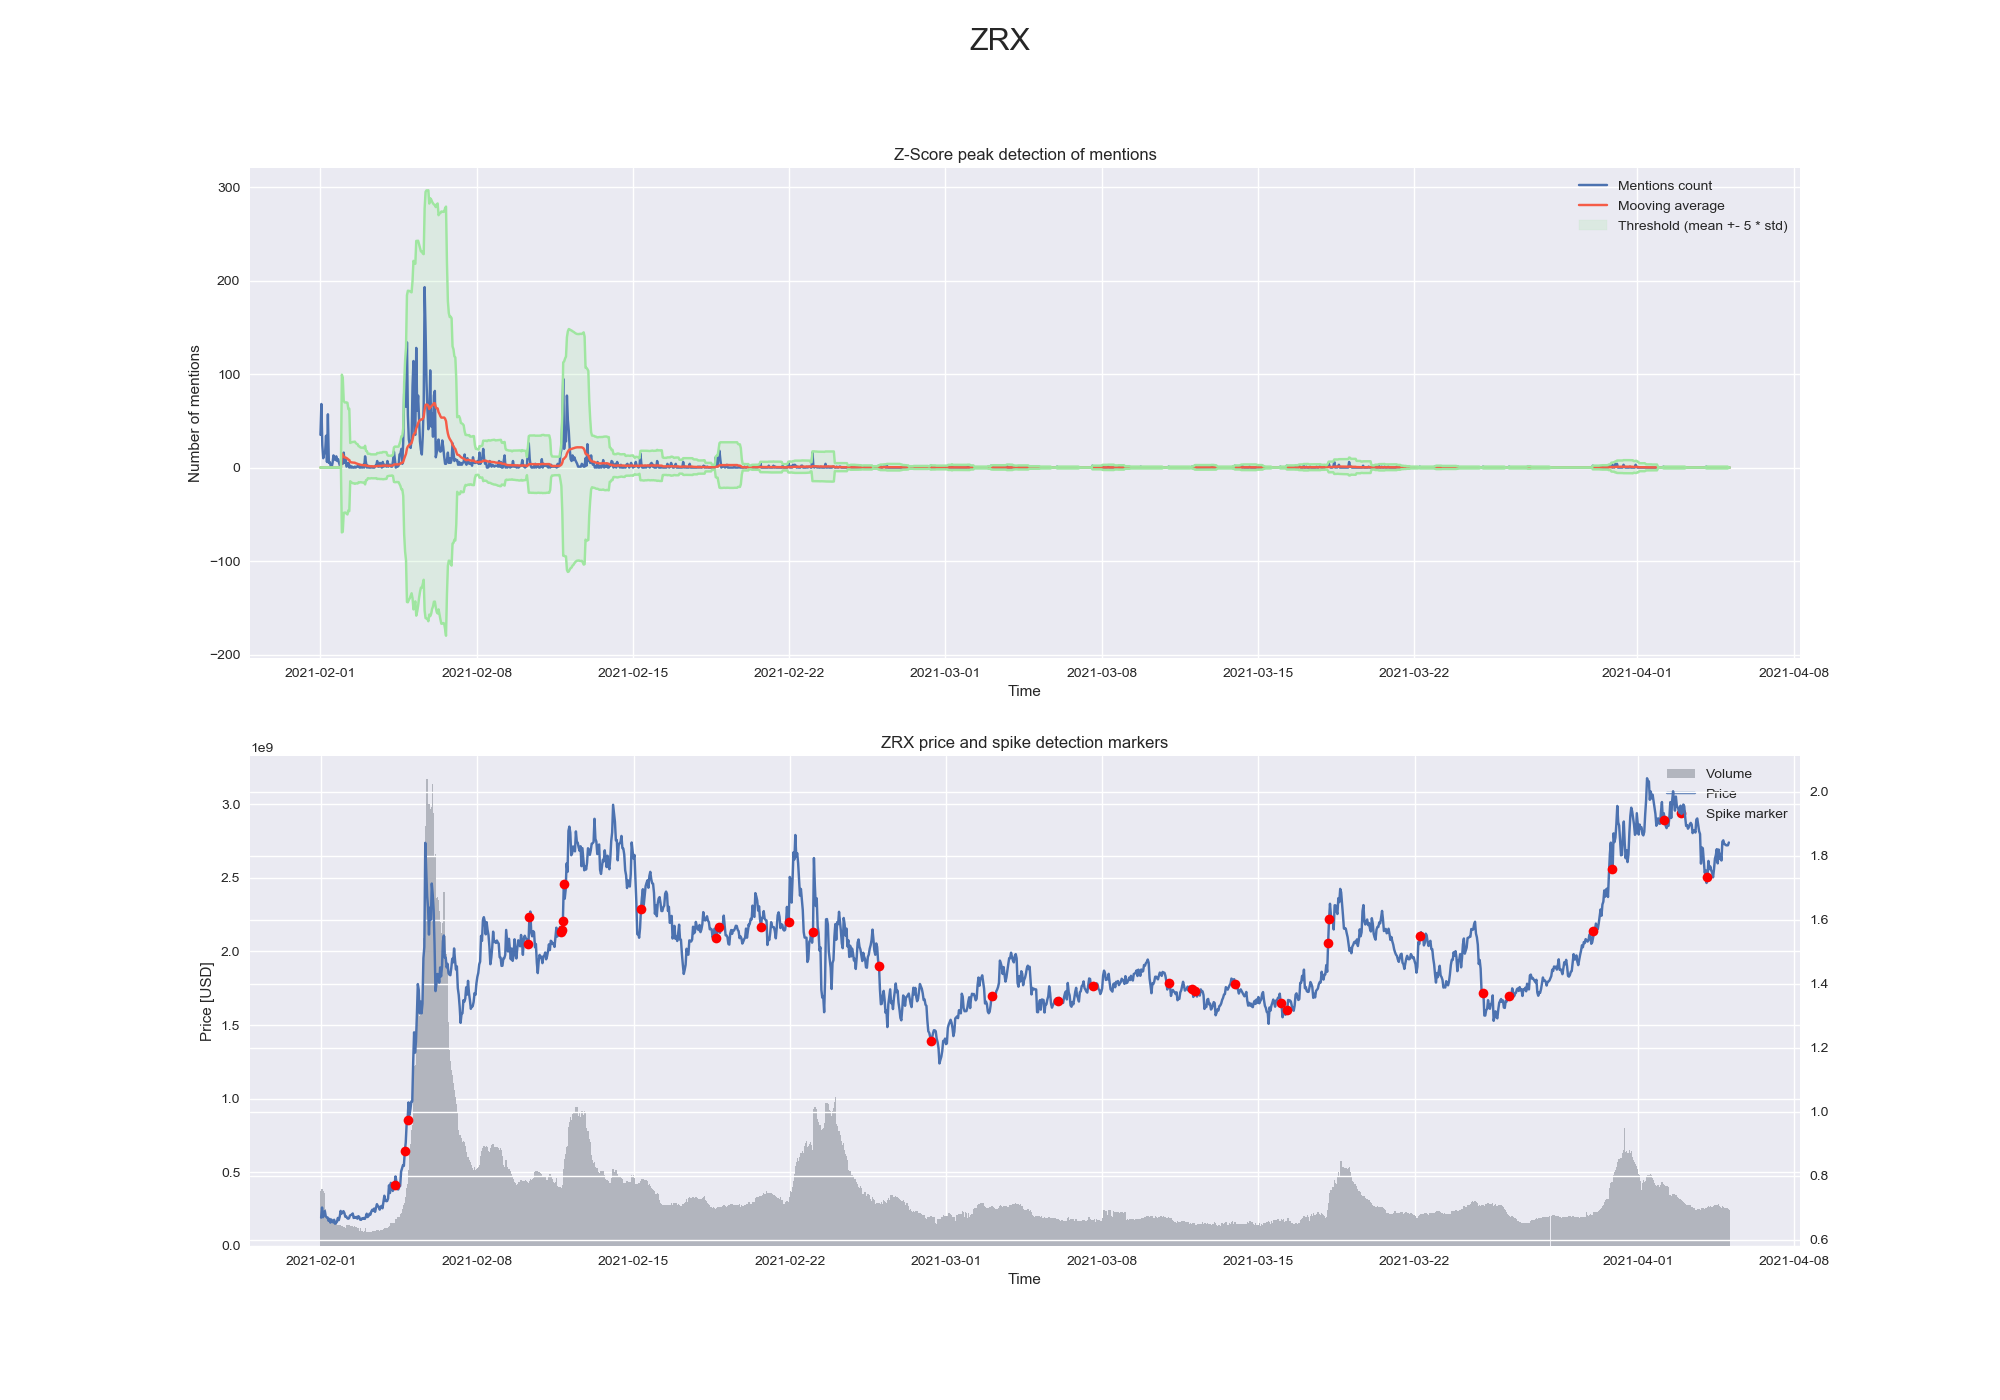 ZRX
Z-Score peak detection of mentions
Mentions count
Mooving average
Threshold (mean +- 5 * std)
Number of mentions
300
200
100
0
−100
−200
2021-02-01 2021-02-08 2021-02-15 2021-02-22 2021-03-01 2021-03-08 2021-03-15 2021-03-22 2021-04-01 2021-04-08
Time
ZRX price and spike detection markers
1e9
Volume
Price
Spike marker
Price [USD]
3.0
2.5
2.0
1.5
1.0
0.5
0.0
2.0
1.8
1.6
1.4
1.2
1.0
0.8
0.6
2021-02-01 2021-02-08 2021-02-15 2021-02-22 2021-03-01 2021-03-08 2021-03-15 2021-03-22 2021-04-01 2021-04-08
Time